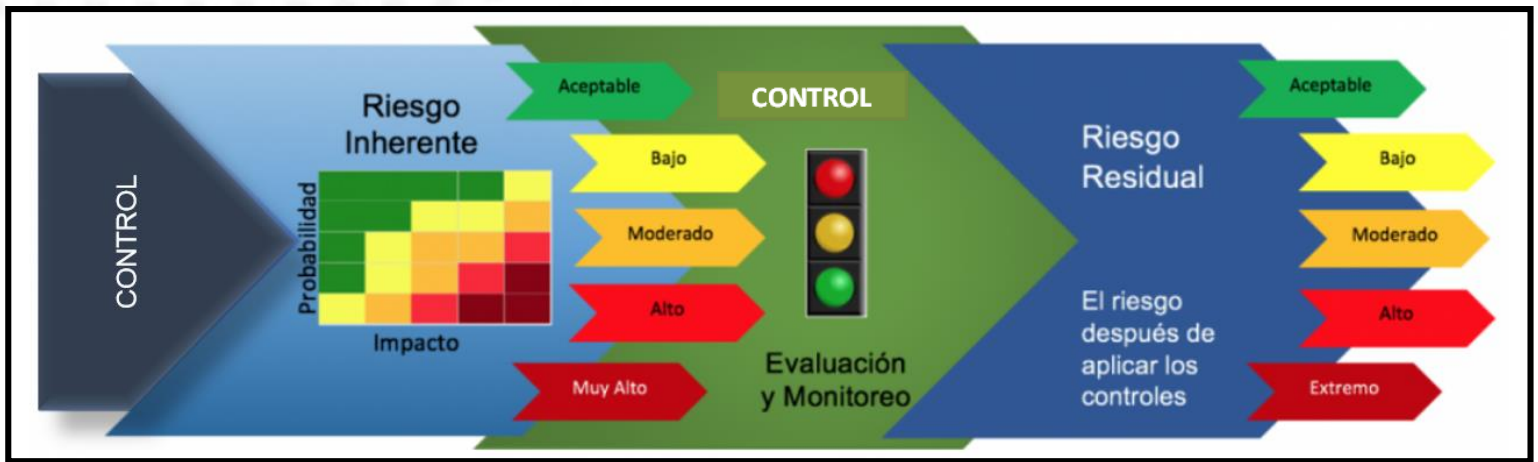 CONTROL
Riesgo
Inherente
Probabilidad
Impacto
Aceptable
Bajo
Moderado
Alto
Muy Alto
CONTROL
Evaluación
y Monitoreo
Riesgo
Residual
El riesgo
después de
aplicar los
controles
Aceptable
Bajo
Moderado
Alto
Extremo